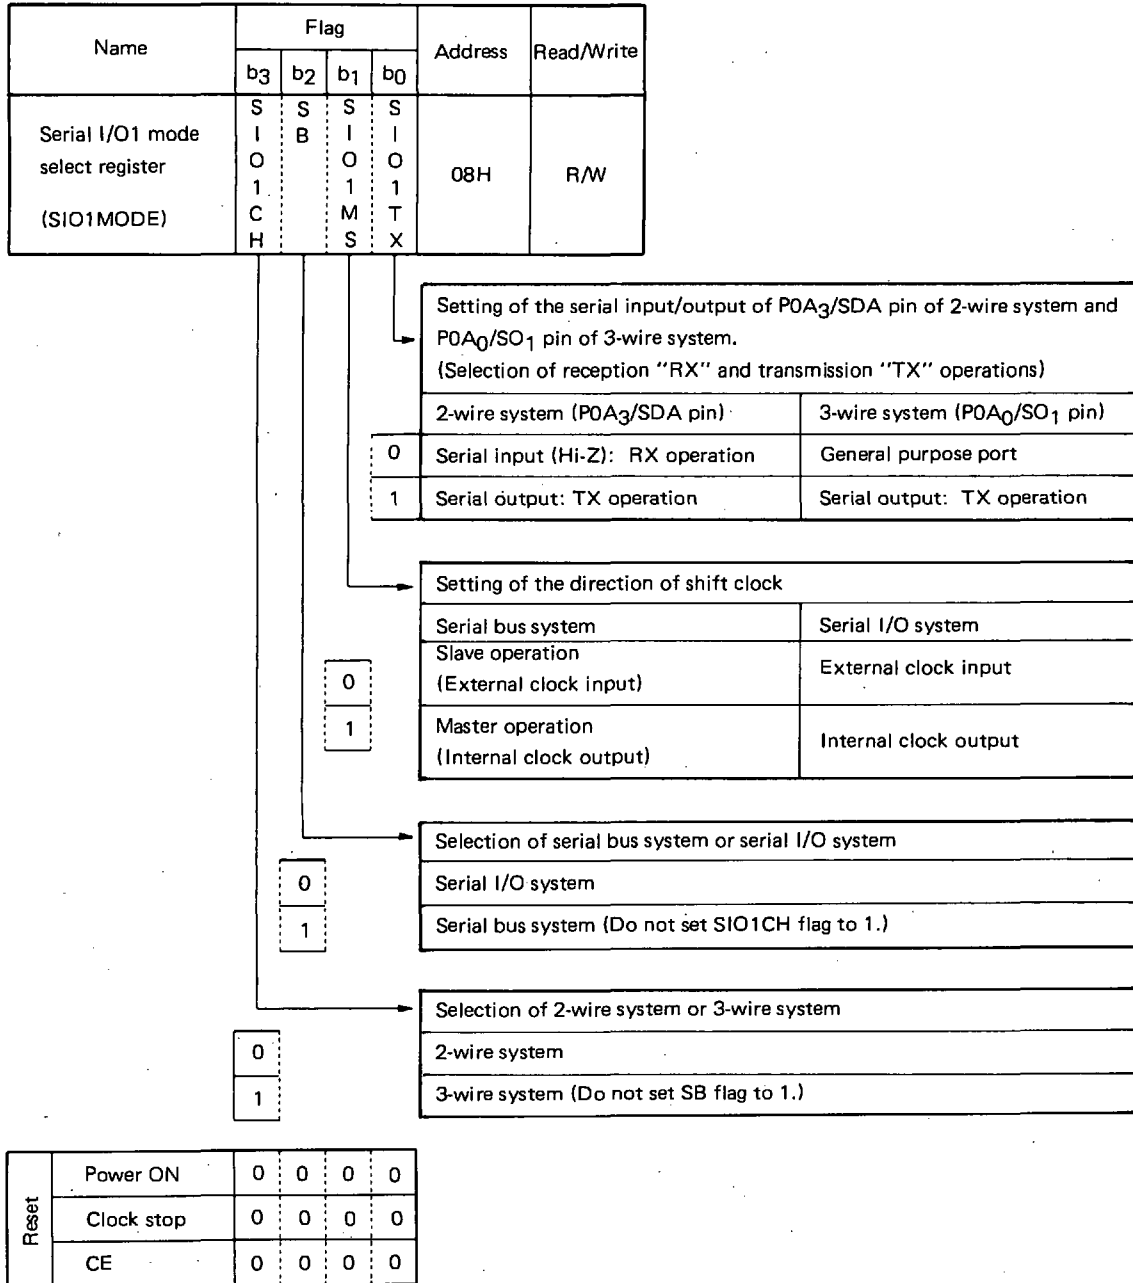 Name
Flag
Address
Read/Write
b3 b2 b1 b0
Serial I/O1 mode
select register
(SIO1MODE)
SIO1CH
SB
SIO1MS
SIO1TX
08H
R/W
Setting of the serial input/output of P0A3/SDA pin of 2-wire system and
P0A0/SO1 pin of 3-wire system.
(Selection of reception "RX" and transmission "TX" operations)
2-wire system (P0A3/SDA pin) 3-wire system (P0A0/SO1 pin)
0 Serial input (Hi-Z): RX operation General purpose port
1 Serial output: TX operation Serial output: TX operation
Setting of the direction of shift clock
Serial bus system Serial I/O system
0 Slave operation
(External clock input)
External clock input
1 Master operation
(Internal clock output)
Internal clock output
Selection of serial bus system or serial I/O system
0 Serial I/O system
1 Serial bus system (Do not set SIO1CH flag to 1.)
Selection of 2-wire system or 3-wire system
0 2-wire system
1 3-wire system (Do not set SB flag to 1.)
Reset
Power ON 0 0 0 0
Clock stop 0 0 0 0
CE 0 0 0 0